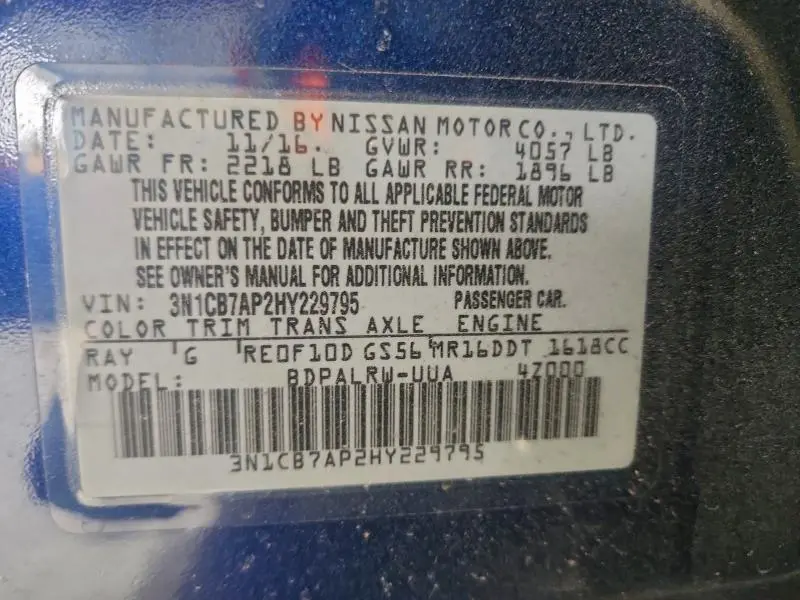 MANUFACTURED BY NISSAN MOTOR CO., LTD.
DATE: 11/16. GVWR: 4057 LB
GAWR FR: 2218 LB GAWR RR: 1896 LB
THIS VEHICLE CONFORMS TO ALL APPLICABLE FEDERAL MOTOR
VEHICLE SAFETY, BUMPER AND THEFT PREVENTION STANDARDS
IN EFFECT ON THE DATE OF MANUFACTURE SHOWN ABOVE.
SEE OWNER'S MANUAL FOR ADDITIONAL INFORMATION.
VIN: 3N1CB7AP2HY229795 PASSENGER CAR.
COLOR TRIM TRANS AXLE ENGINE
RAY G RE0F10D GS56 MR16DDT 1618CC
MODEL: BDPALRW-UUA 4Z000
3N1CB7AP2HY229795